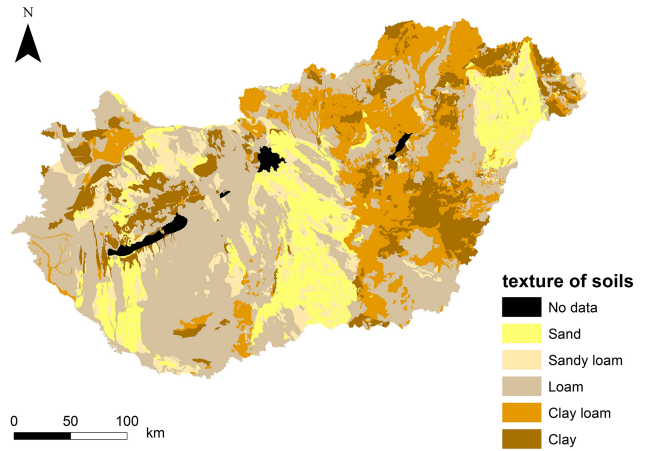 N
texture of soils
No data
Sand
Sandy loam
Loam
Clay loam
Clay
0 50 100
km